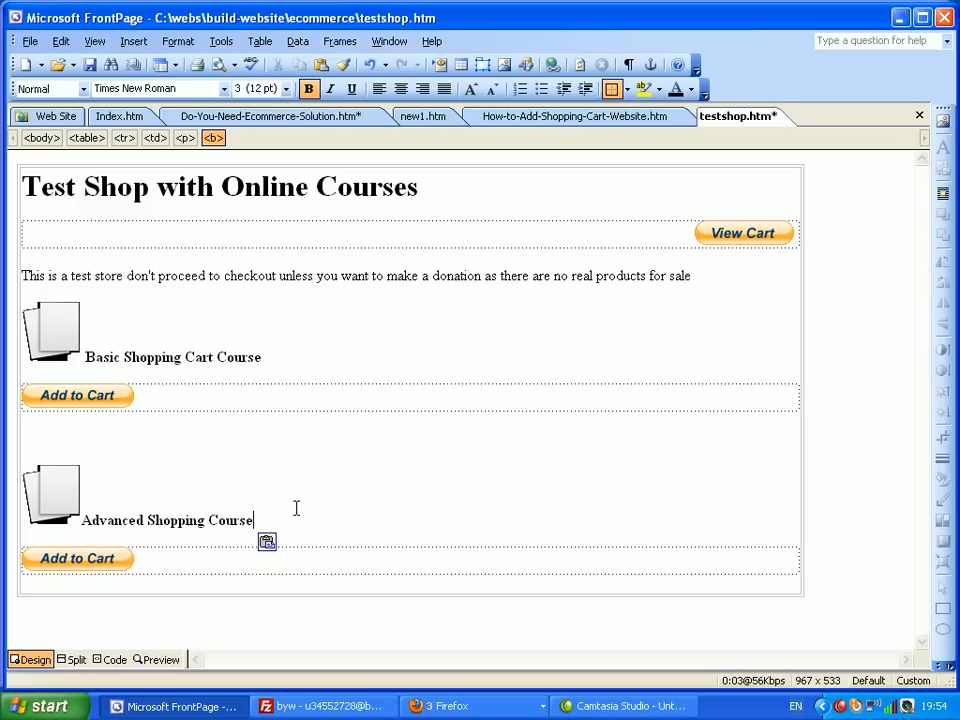 Microsoft FrontPage - C:\webs\build-website\ecommerce\testshop.htm
File Edit View Insert Format Tools Table Data Frames Window Help Type a question for help
Normal Times New Roman 3 (12 pt) B I U
Web Site Index.htm Do-You-Need-Ecommerce-Solution.htm* new1.htm How-to-Add-Shopping-Cart-Website.htm testshop.htm*
<body> <table> <tr> <td> <p> <b>
Test Shop with Online Courses
View Cart
This is a test store don't proceed to checkout unless you want to make a donation as there are no real products for sale
Basic Shopping Cart Course
Add to Cart
Advanced Shopping Course
Add to Cart
Design Split Code Preview
0:03@56Kbps 967 x 533 Default Custom
start Microsoft FrontPage - ... byw - u34552728@b... 3 Firefox Camtasia Studio - Unt... EN 19:54